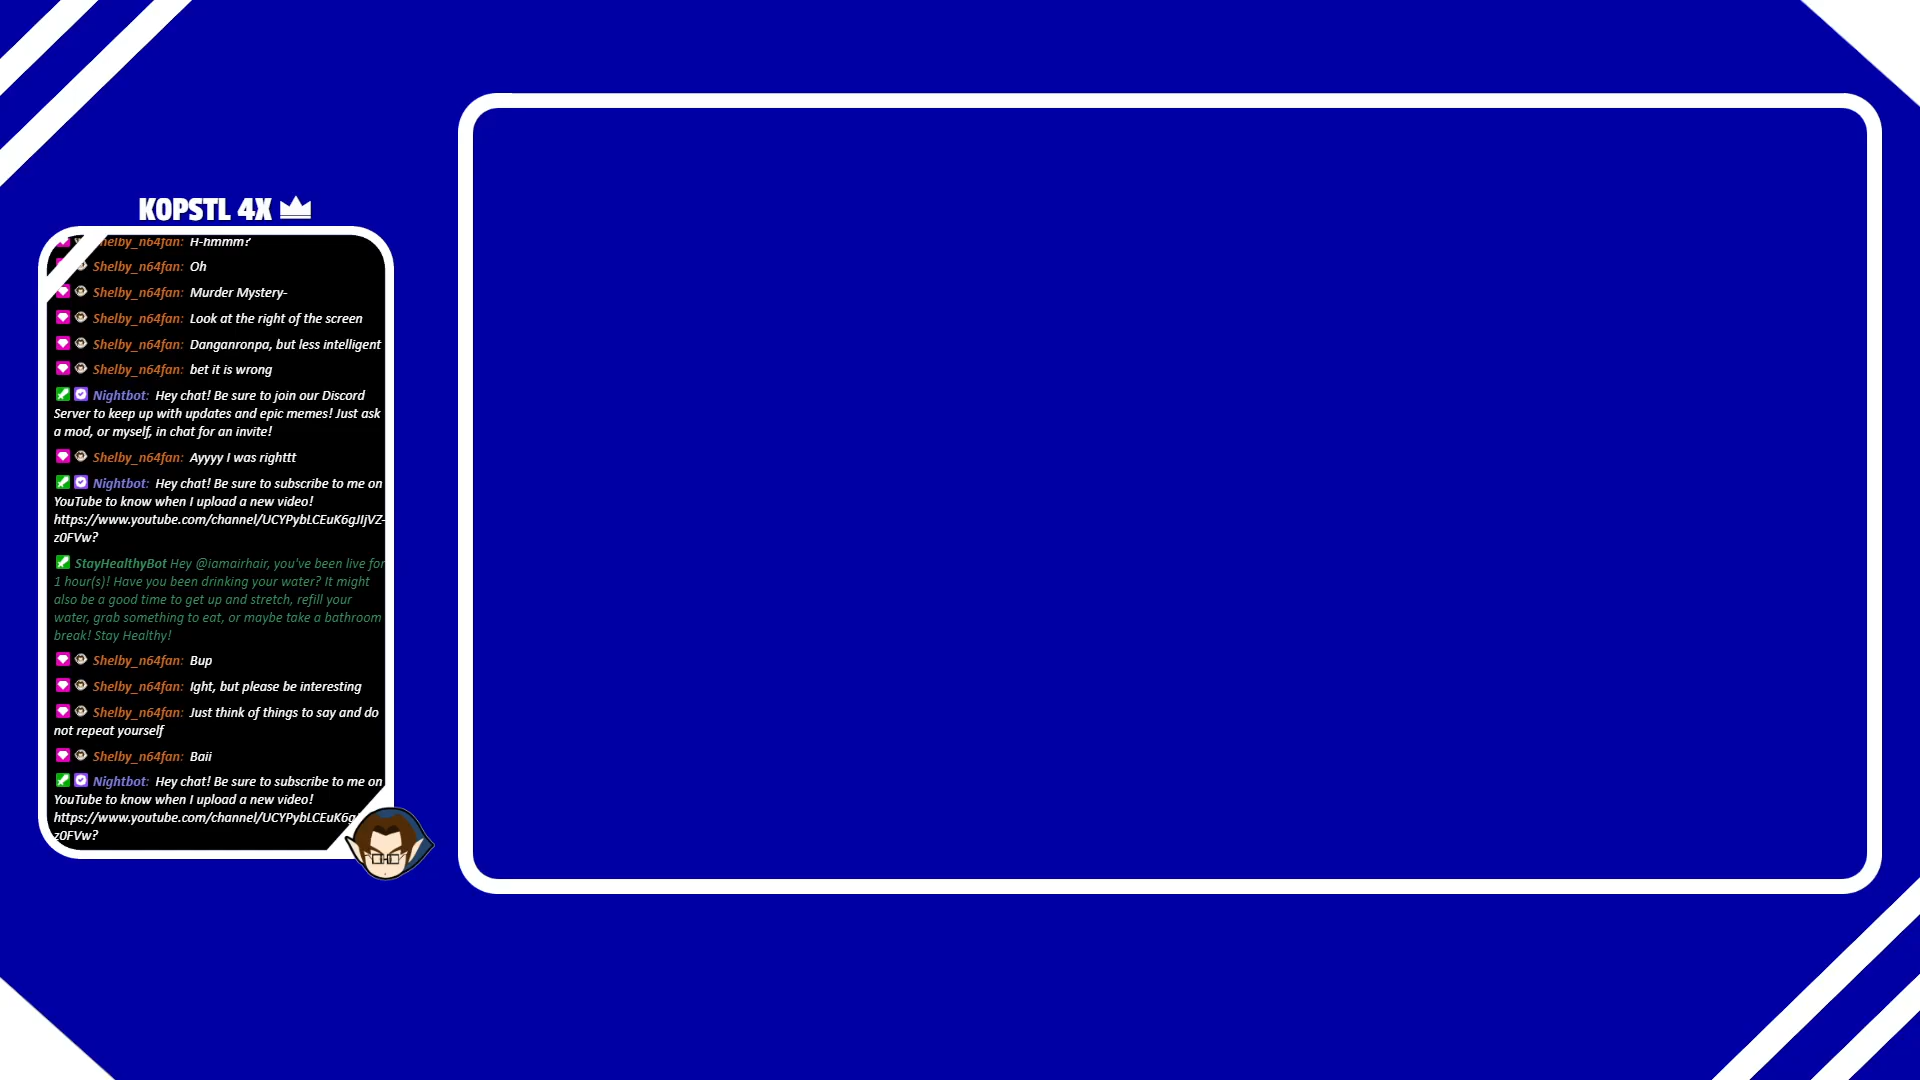 KOPSTL 4X
helby_n64fan: H-hmmm?
Shelby_n64fan: Oh
Shelby_n64fan: Murder Mystery-
Shelby_n64fan: Look at the right of the screen
Shelby_n64fan: Danganronpa, but less intelligent
Shelby_n64fan: bet it is wrong
Nightbot: Hey chat! Be sure to join our Discord
Server to keep up with updates and epic memes! Just ask
a mod, or myself, in chat for an invite!
Shelby_n64fan: Ayyyy I was righttt
Nightbot: Hey chat! Be sure to subscribe to me on
YouTube to know when I upload a new video!
https://www.youtube.com/channel/UCYPybLCEuK6gJIjVZ-
z0FVw?
StayHealthyBot Hey @iamairhair, you've been live for
1 hour(s)! Have you been drinking your water? It might
also be a good time to get up and stretch, refill your
water, grab something to eat, or maybe take a bathroom
break! Stay Healthy!
Shelby_n64fan: Bup
Shelby_n64fan: Ight, but please be interesting
Shelby_n64fan: Just think of things to say and do
not repeat yourself
Shelby_n64fan: Baii
Nightbot: Hey chat! Be sure to subscribe to me on
YouTube to know when I upload a new video!
https://www.youtube.com/channel/UCYPybLCEuK6g
z0FVw?